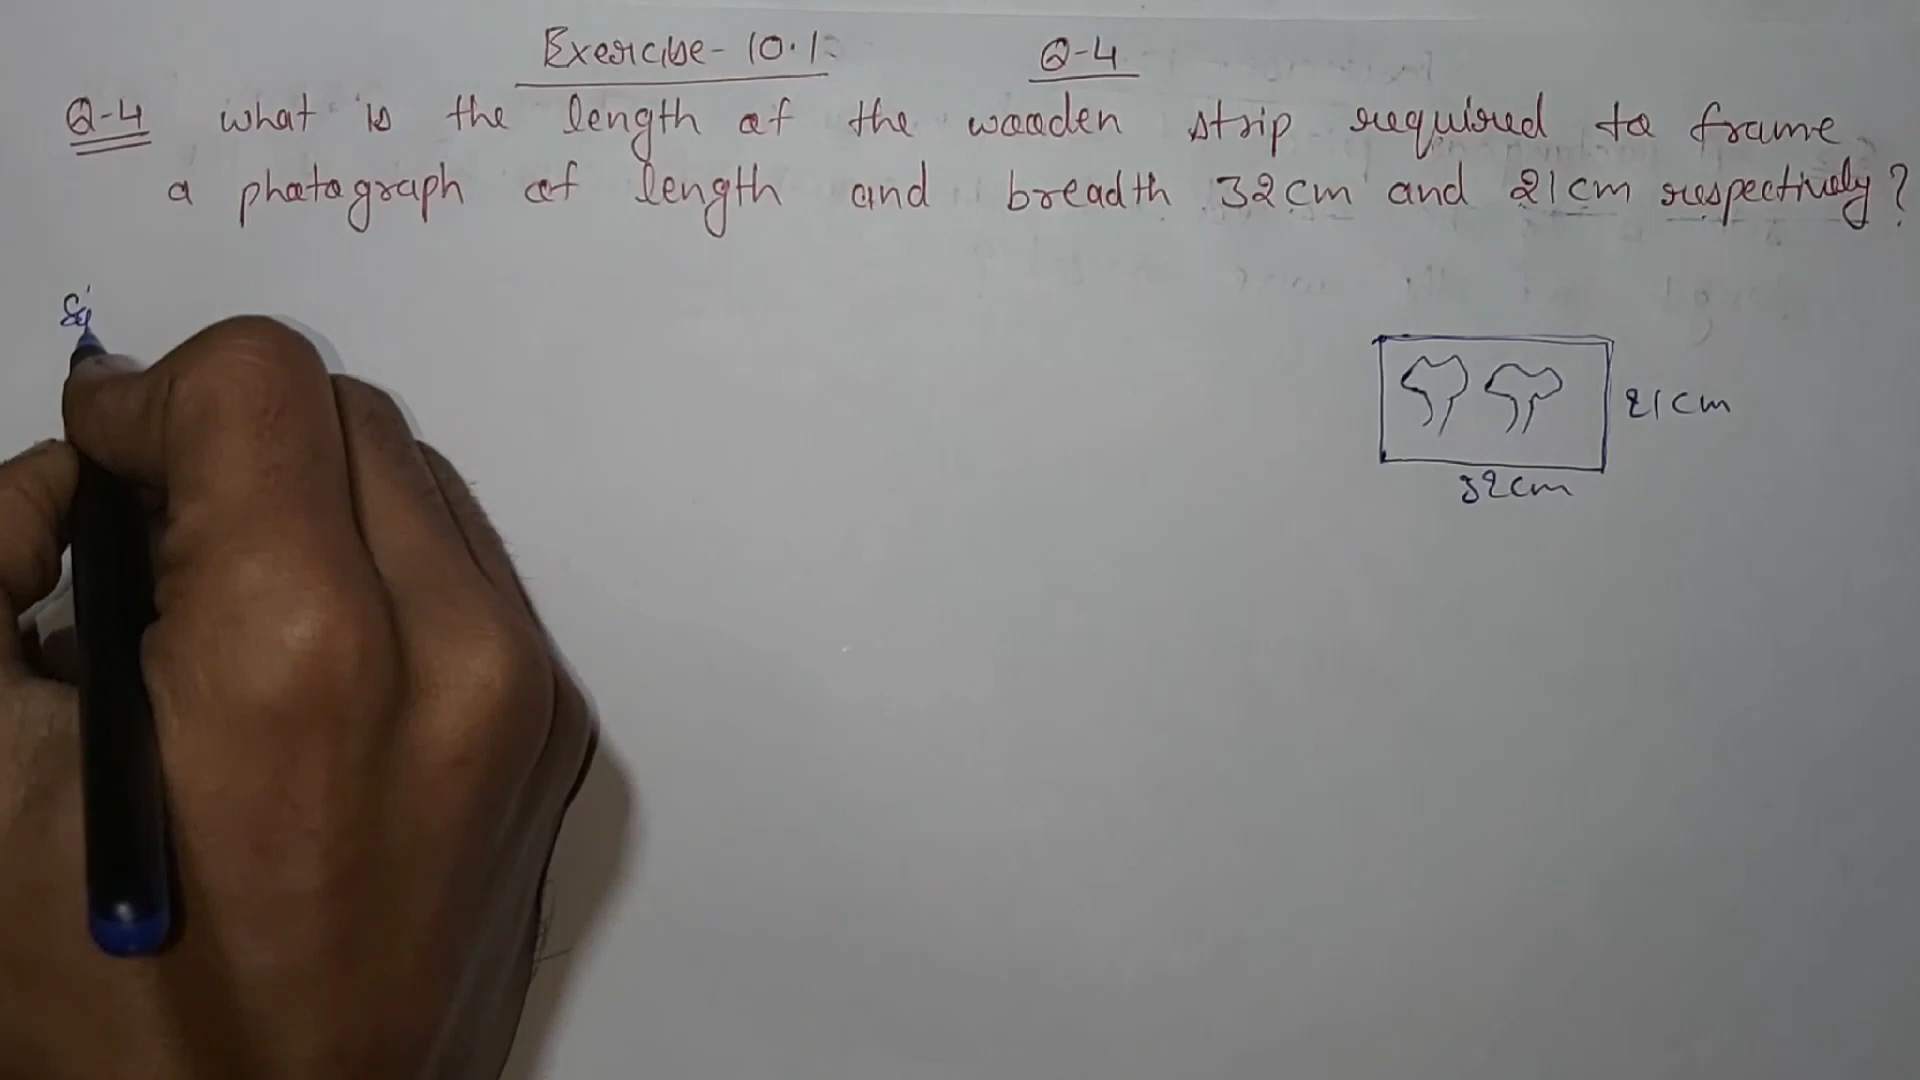 Exercise - 10.1 Q-4
Q-4 what is the length of the wooden strip required to frame
a photograph of length and breadth 32cm and 21cm respectively?
21cm
32cm